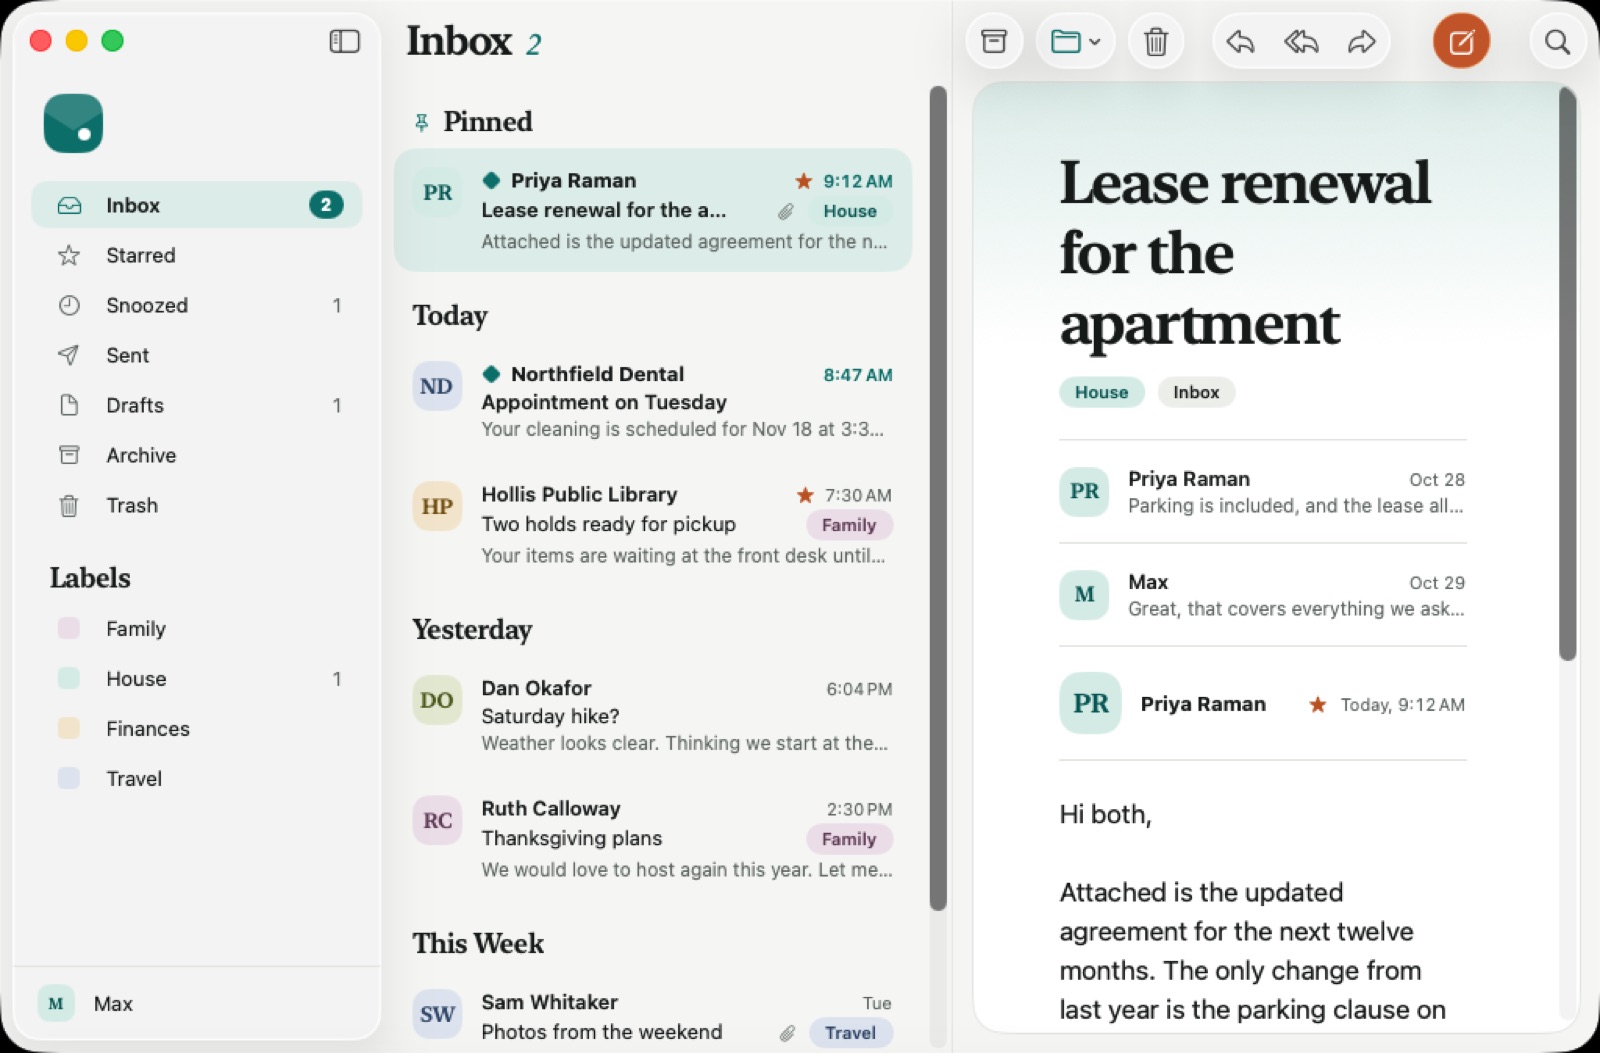 Inbox 2
Starred
Snoozed 1
Sent
Drafts 1
Archive
Trash
Labels
Family
House 1
Finances
Travel
M Max
Inbox 2
Pinned
PR Priya Raman 9:12 AM
Lease renewal for the a... House
Attached is the updated agreement for the n...
Today
ND Northfield Dental 8:47 AM
Appointment on Tuesday
Your cleaning is scheduled for Nov 18 at 3:3...
HP Hollis Public Library 7:30 AM
Two holds ready for pickup Family
Your items are waiting at the front desk until...
Yesterday
DO Dan Okafor 6:04 PM
Saturday hike?
Weather looks clear. Thinking we start at the...
RC Ruth Calloway 2:30 PM
Thanksgiving plans Family
We would love to host again this year. Let me...
This Week
SW Sam Whitaker Tue
Photos from the weekend Travel
Lease renewal
for the
apartment
House Inbox
PR Priya Raman Oct 28
Parking is included, and the lease all...
M Max Oct 29
Great, that covers everything we ask...
PR Priya Raman Today, 9:12 AM
Hi both,
Attached is the updated
agreement for the next twelve
months. The only change from
last year is the parking clause on